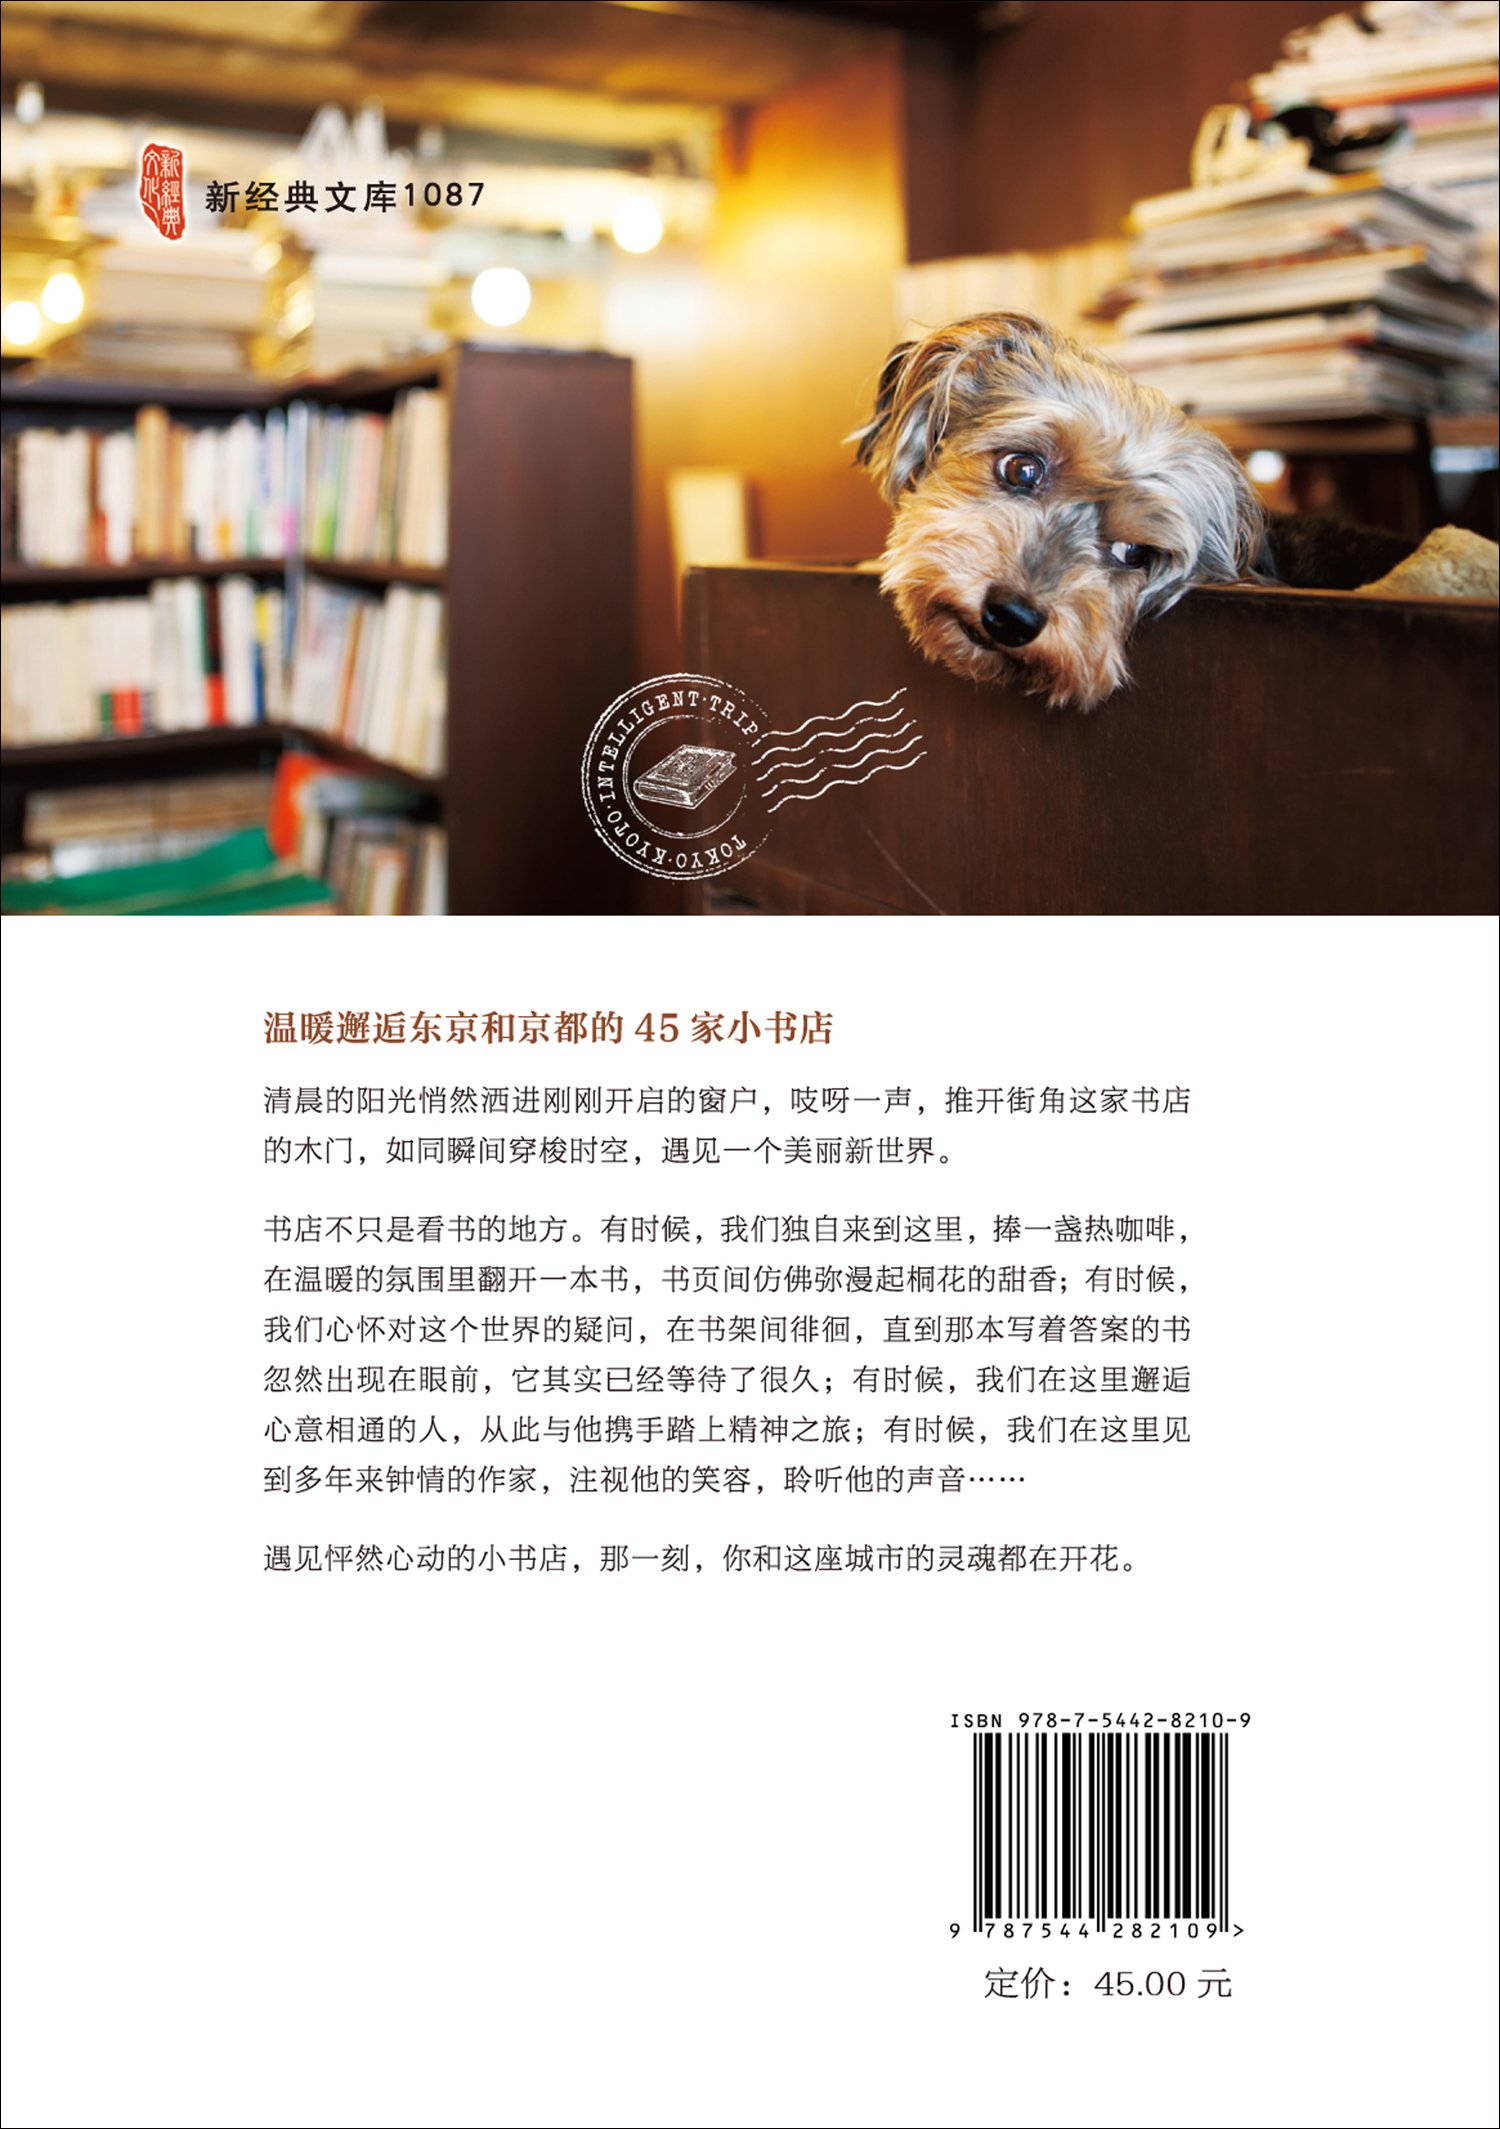 新經典
文化
新经典文库1087
INTELLIGENT·TRIP!
TOKYO·KYOTO·
温暖邂逅东京和京都的 45 家小书店
清晨的阳光悄然洒进刚刚开启的窗户，吱呀一声，推开街角这家书店
的木门，如同瞬间穿梭时空，遇见一个美丽新世界。
书店不只是看书的地方。有时候，我们独自来到这里，捧一盏热咖啡，
在温暖的氛围里翻开一本书，书页间仿佛弥漫起桐花的甜香；有时候，
我们心怀对这个世界的疑问，在书架间徘徊，直到那本写着答案的书
忽然出现在眼前，它其实已经等待了很久；有时候，我们在这里邂逅
心意相通的人，从此与他携手踏上精神之旅；有时候，我们在这里见
到多年来钟情的作家，注视他的笑容，聆听他的声音……
遇见怦然心动的小书店，那一刻，你和这座城市的灵魂都在开花。
ISBN 978-7-5442-8210-9
9 787544 282109>
定价：45.00 元